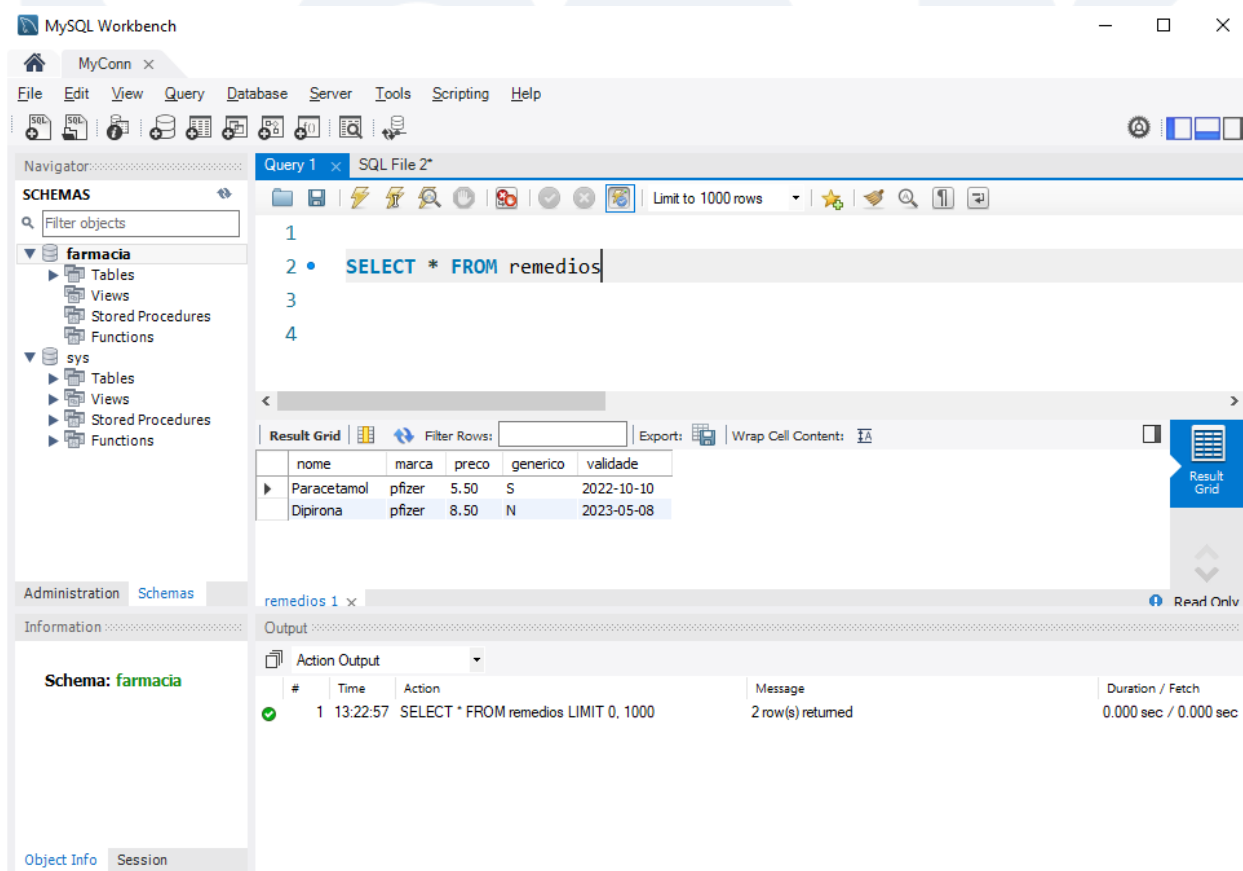 MySQL Workbench
MyConn
File Edit View Query Database Server Tools Scripting Help
Navigator
SCHEMAS
Filter objects
farmacia
Tables
Views
Stored Procedures
Functions
sys
Tables
Views
Stored Procedures
Functions
Administration Schemas
Information
Schema: farmacia
Object Info Session
Query 1 SQL File 2*
Limit to 1000 rows
1
2 SELECT * FROM remedios
3
4
Result Grid Filter Rows: Export: Wrap Cell Content:
nome marca preco generico validade
Paracetamol pfizer 5.50 S 2022-10-10
Dipirona pfizer 8.50 N 2023-05-08
Result
Grid
remedios 1 Read Only
Output
Action Output
# Time Action Message Duration / Fetch
1 13:22:57 SELECT * FROM remedios LIMIT 0, 1000 2 row(s) returned 0.000 sec / 0.000 sec